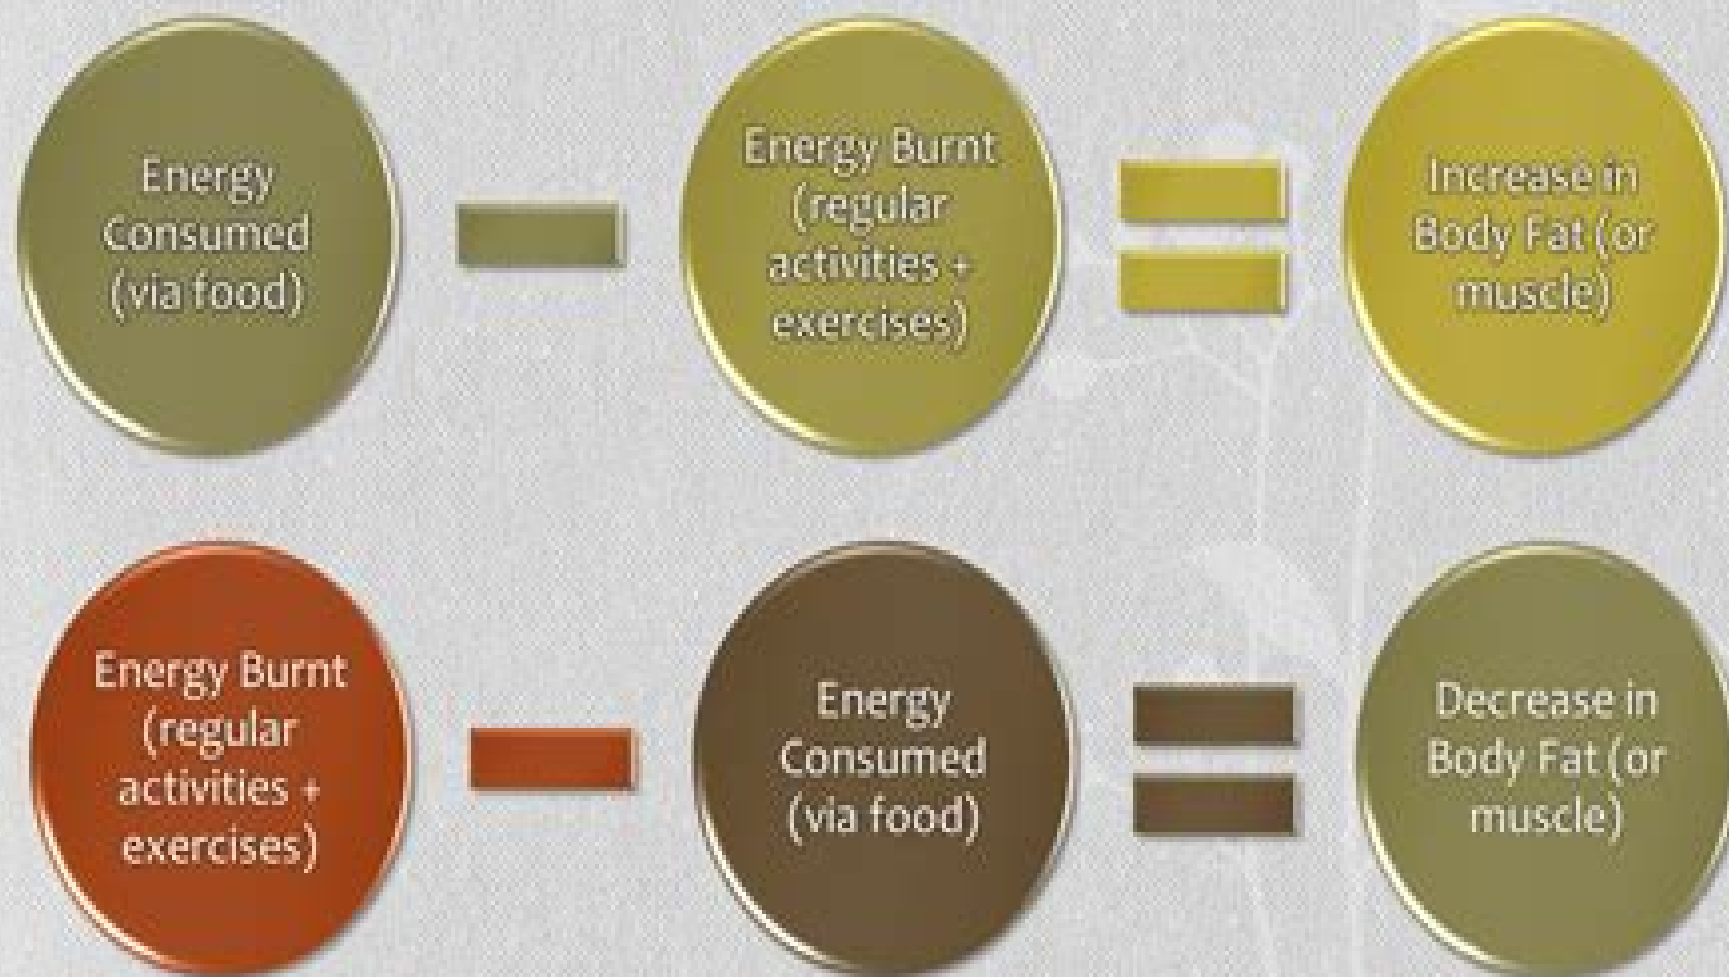 Energy
Consumed
(via food)
Energy Burnt
(regular
activities +
exercises)
Increase in
Body Fat (or
muscle)
Energy Burnt
(regular
activities +
exercises)
Energy
Consumed
(via food)
Decrease in
Body Fat (or
muscle)